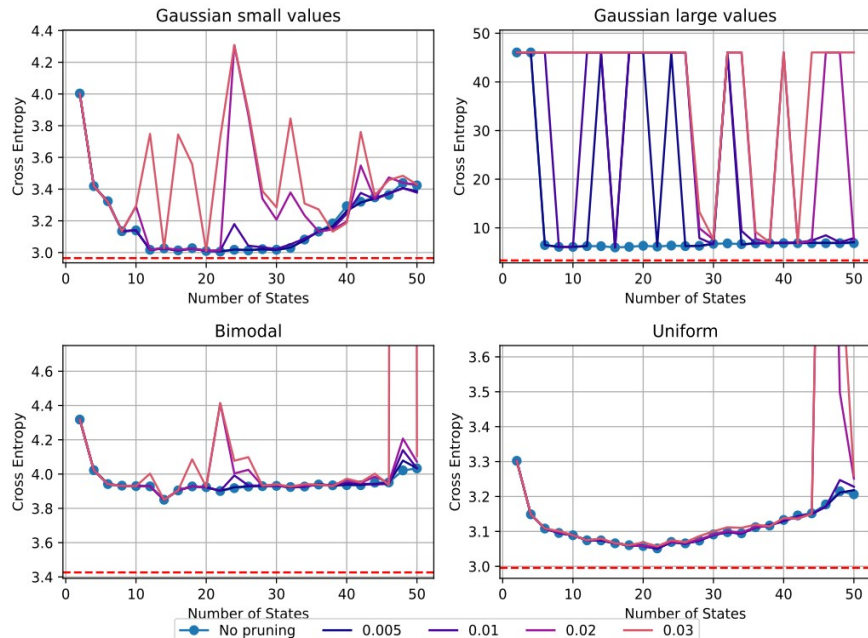 Gaussian small values
4.4
4.2
4.0
3.8
3.6
3.4
3.2
3.0
Cross Entropy
0 10 20 30 40 50
Number of States
Gaussian large values
50
40
30
20
10
Cross Entropy
0 10 20 30 40 50
Number of States
Bimodal
4.6
4.4
4.2
4.0
3.8
3.6
3.4
Cross Entropy
0 10 20 30 40 50
Number of States
Uniform
3.6
3.5
3.4
3.3
3.2
3.1
3.0
Cross Entropy
0 10 20 30 40 50
Number of States
No pruning 0.005 0.01 0.02 0.03